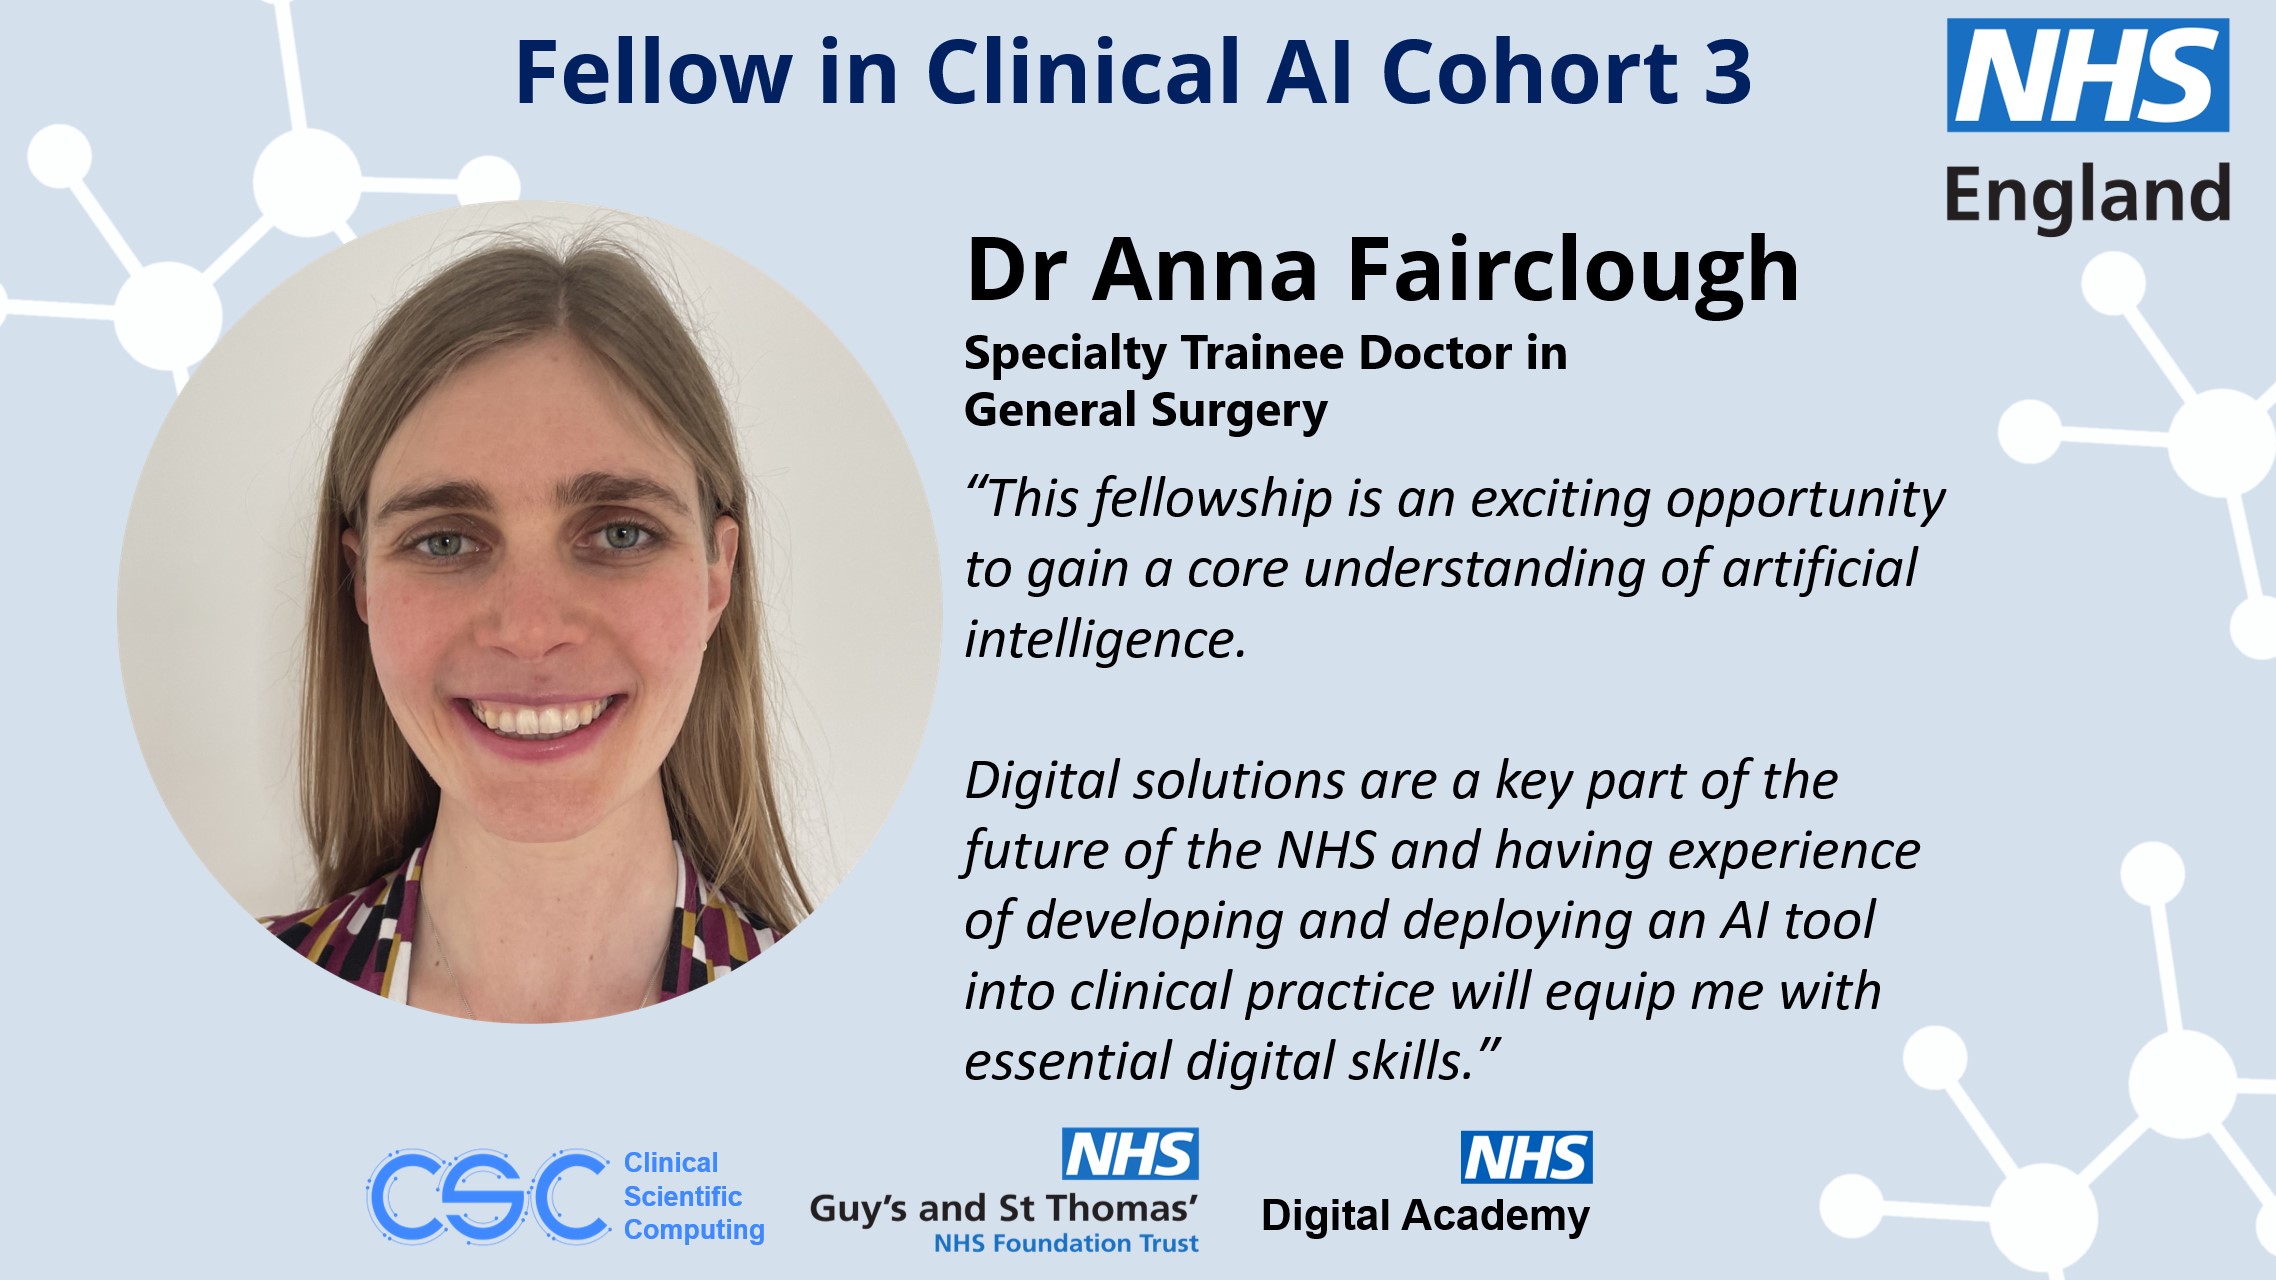 Fellow in Clinical AI Cohort 3
NHS
England
Dr Anna Fairclough
Specialty Trainee Doctor in
General Surgery
“This fellowship is an exciting opportunity
to gain a core understanding of artificial
intelligence.
Digital solutions are a key part of the
future of the NHS and having experience
of developing and deploying an AI tool
into clinical practice will equip me with
essential digital skills.”
CSC
Clinical
Scientific
Computing
NHS
Guy’s and St Thomas’
NHS Foundation Trust
NHS
Digital Academy